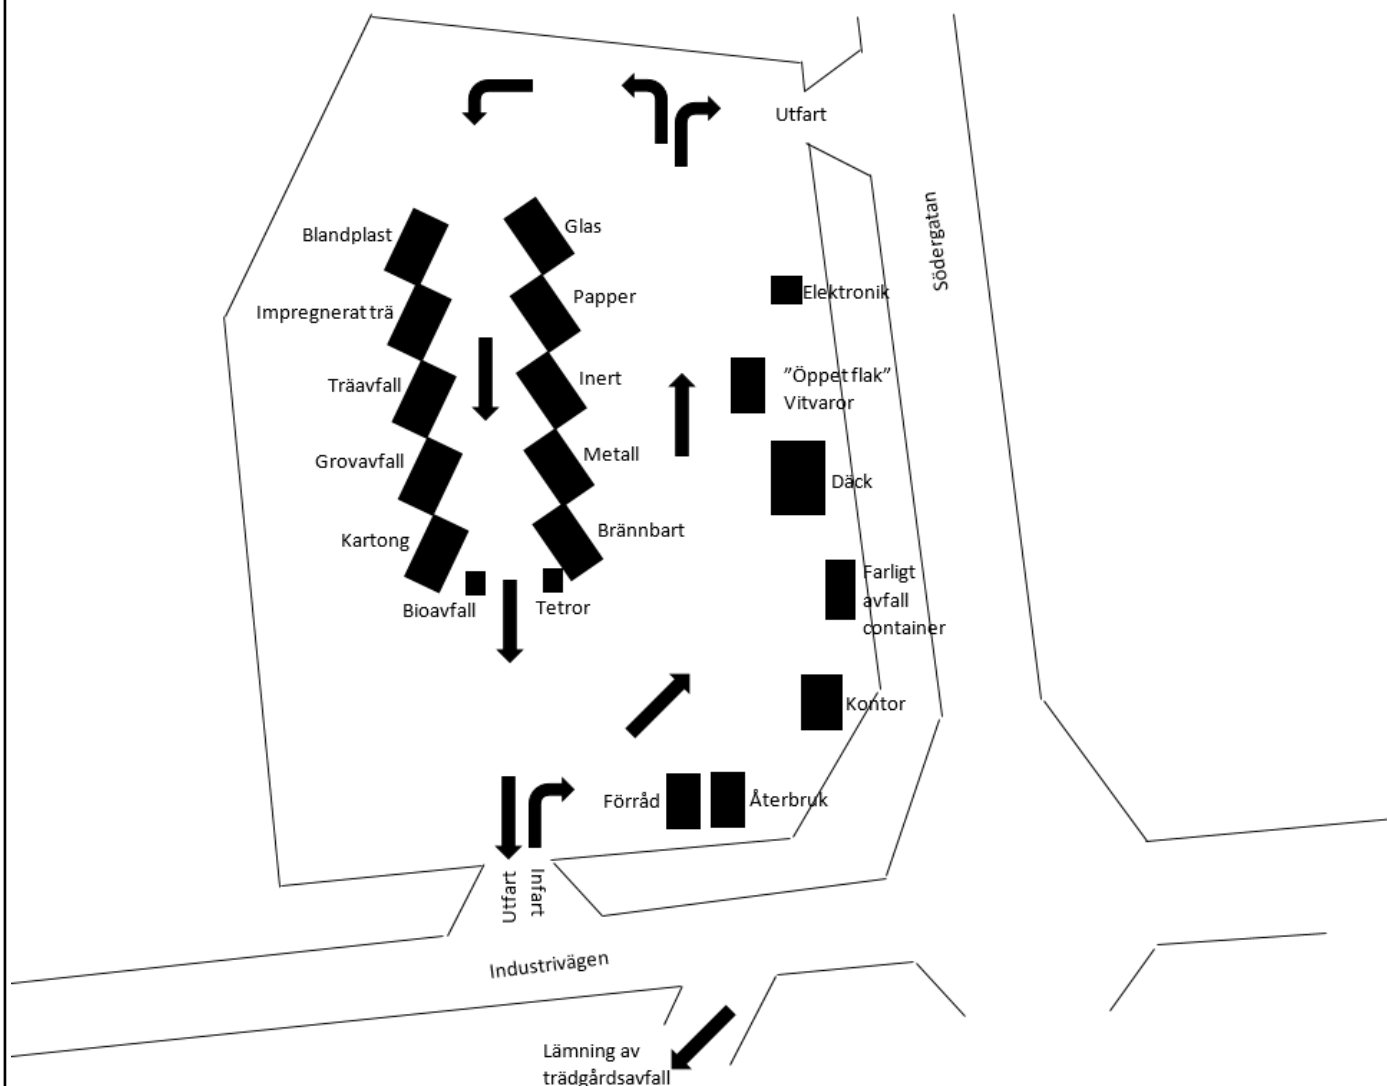 Utfart
Södergatan
Blandplast
Glas
Impregnerat trä
Papper
Elektronik
Träavfall
Inert
”Öppet flak”
Vitvaror
Grovavfall
Metall
Däck
Kartong
Brännbart
Bioavfall
Tetror
Farligt
avfall
container
Kontor
Förråd
Återbruk
Utfart
Infart
Industrivägen
Lämning av
trädgårdsavfall